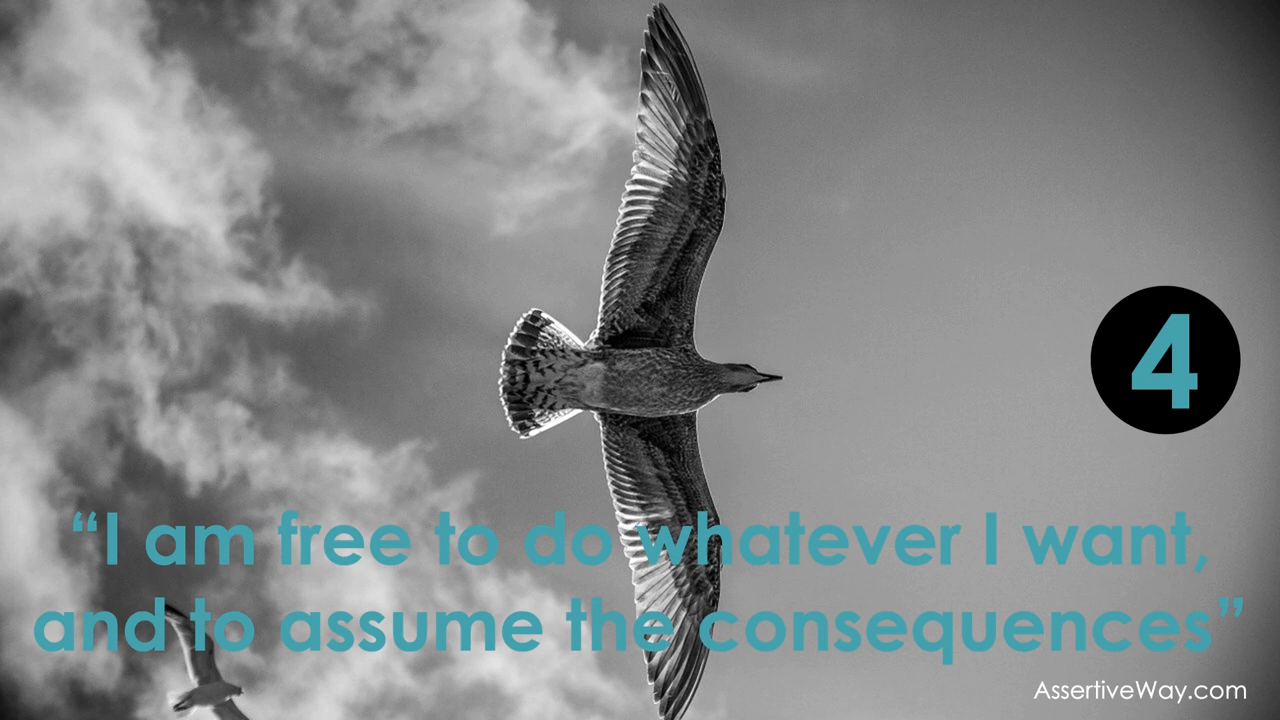 4
“I am free to do whatever I want,
and to assume the consequences”
AssertiveWay.com